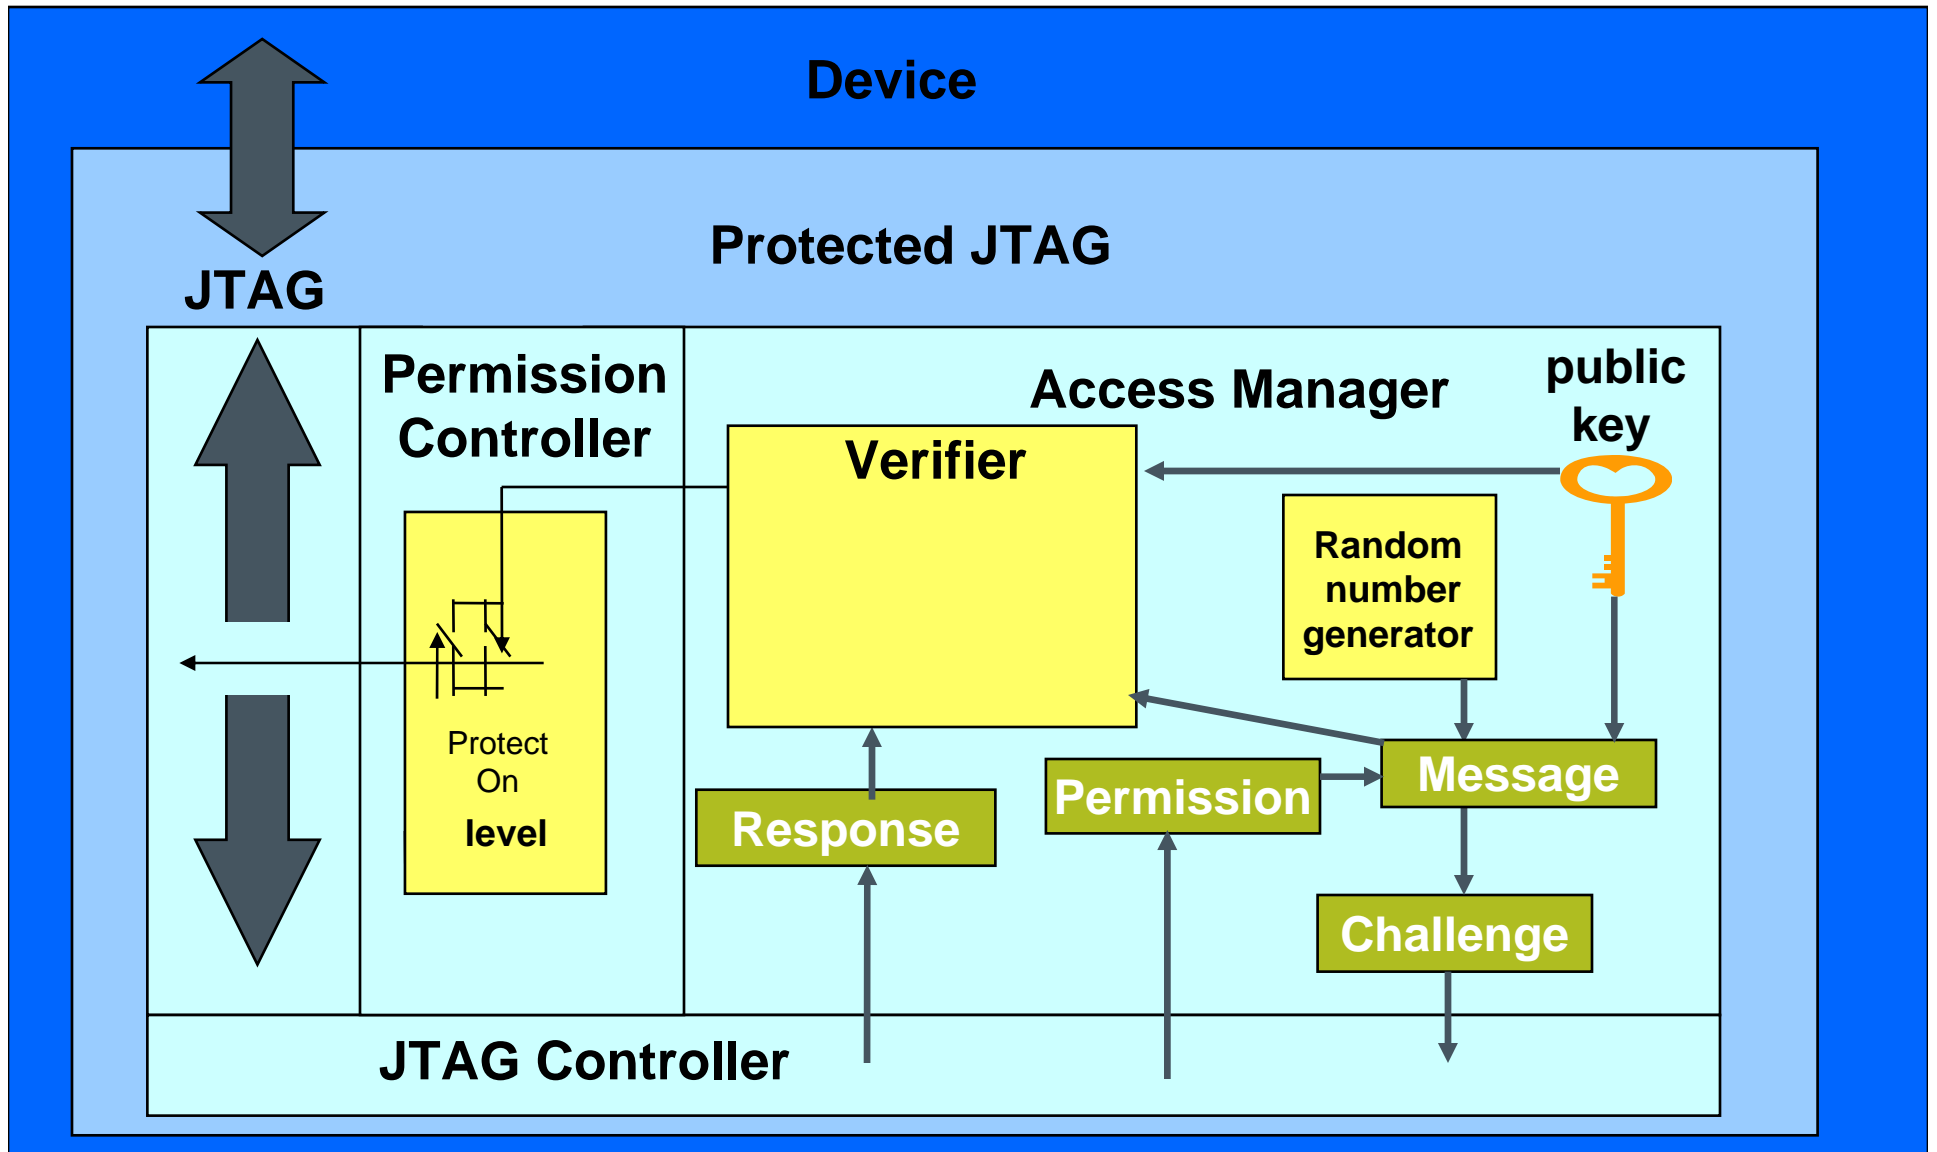 Device
Protected JTAG
JTAG
Permission
Controller
Access Manager
public
key
Verifier
Random
number
generator
Protect
On
level
Response
Permission
Message
Challenge
JTAG Controller